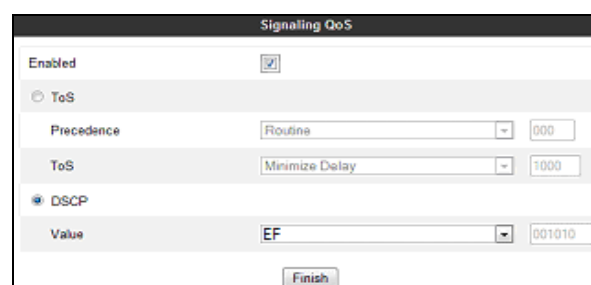 Signaling QoS
Enabled
ToS
Precedence Routine 000
ToS Minimize Delay 1000
DSCP
Value EF 001010
Finish